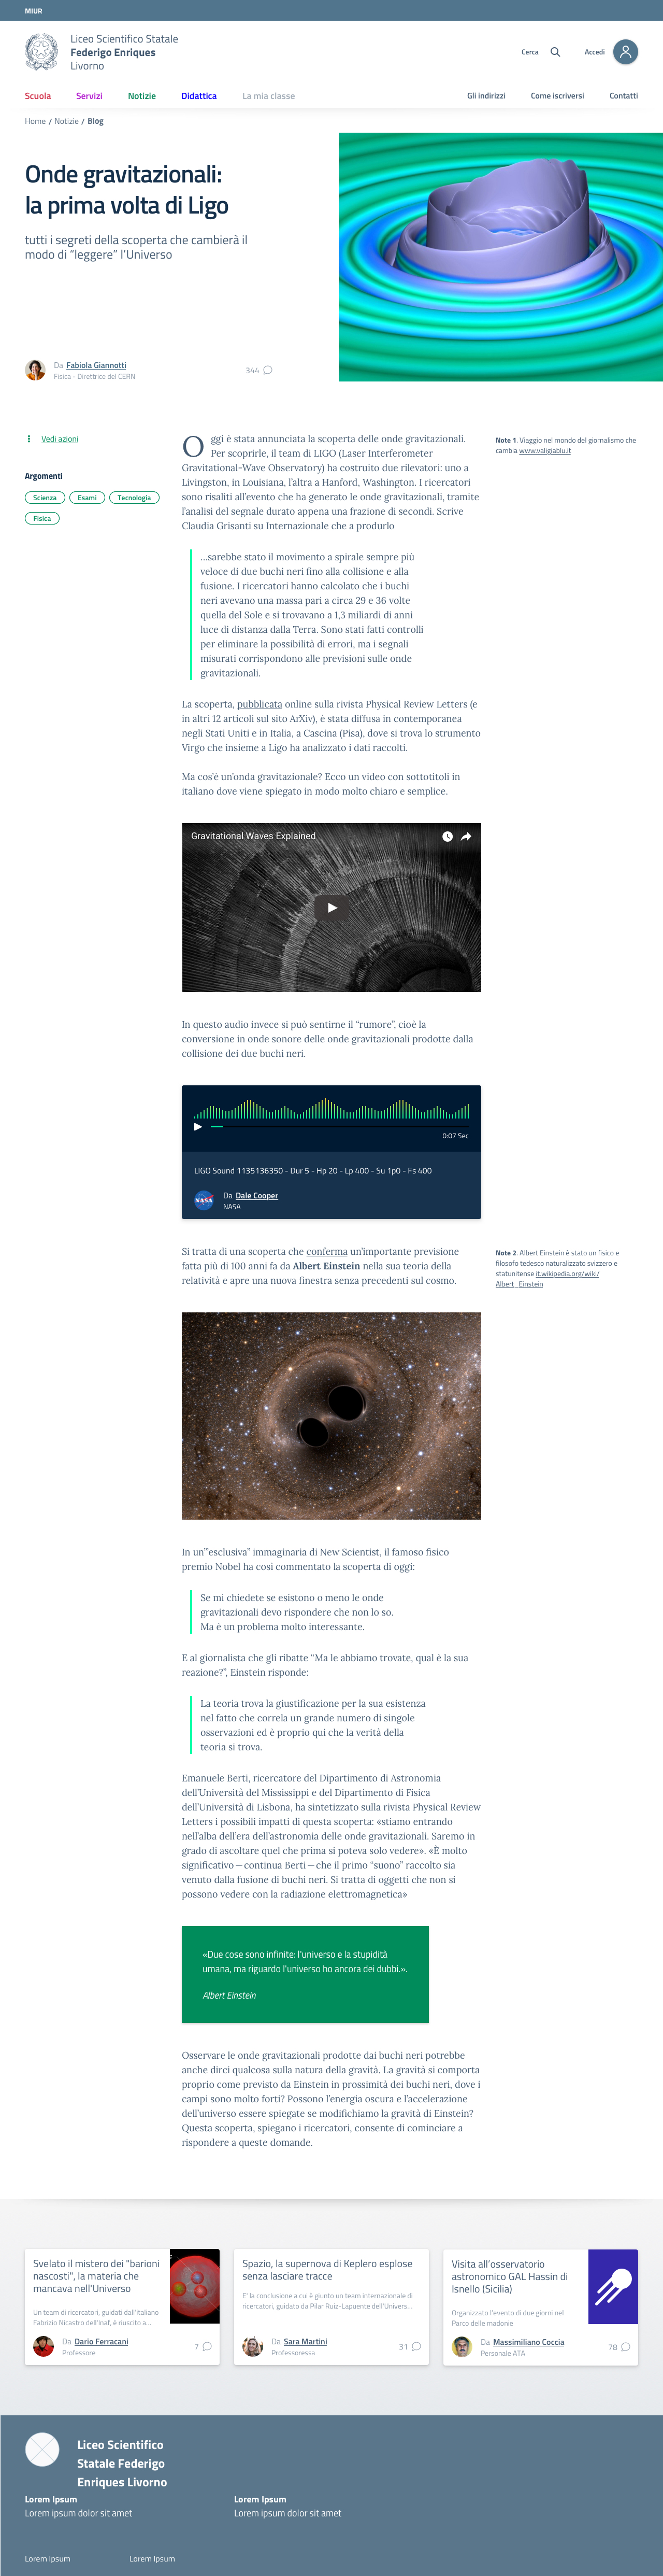 MIUR
Liceo Scientifico Statale
Federigo Enriques
Livorno
Cerca
Accedi
Scuola Servizi Notizie Didattica La mia classe Gli indirizzi Come iscriversi Contatti
Home / Notizie / Blog
Onde gravitazionali:
la prima volta di Ligo
tutti i segreti della scoperta che cambierà il
modo di “leggere” l’Universo
Da Fabiola Giannotti
Fisica - Direttrice del CERN
344
Vedi azioni
Argomenti
Scienza Esami Tecnologia
Fisica
Oggi è stata annunciata la scoperta delle onde gravitazionali.
Per scoprirle, il team di LIGO (Laser Interferometer
Gravitational-Wave Observatory) ha costruito due rilevatori: uno a
Livingston, in Louisiana, l’altra a Hanford, Washington. I ricercatori
sono risaliti all’evento che ha generato le onde gravitazionali, tramite
l’analisi del segnale durato appena una frazione di secondi. Scrive
Claudia Grisanti su Internazionale che a produrlo
Note 1. Viaggio nel mondo del giornalismo che
cambia www.valigiablu.it
…sarebbe stato il movimento a spirale sempre più
veloce di due buchi neri fino alla collisione e alla
fusione. I ricercatori hanno calcolato che i buchi
neri avevano una massa pari a circa 29 e 36 volte
quella del Sole e si trovavano a 1,3 miliardi di anni
luce di distanza dalla Terra. Sono stati fatti controlli
per eliminare la possibilità di errori, ma i segnali
misurati corrispondono alle previsioni sulle onde
gravitazionali.
La scoperta, pubblicata online sulla rivista Physical Review Letters (e
in altri 12 articoli sul sito ArXiv), è stata diffusa in contemporanea
negli Stati Uniti e in Italia, a Cascina (Pisa), dove si trova lo strumento
Virgo che insieme a Ligo ha analizzato i dati raccolti.
Ma cos’è un’onda gravitazionale? Ecco un video con sottotitoli in
italiano dove viene spiegato in modo molto chiaro e semplice.
Gravitational Waves Explained
In questo audio invece si può sentirne il “rumore”, cioè la
conversione in onde sonore delle onde gravitazionali prodotte dalla
collisione dei due buchi neri.
0:07 Sec
LIGO Sound 1135136350 - Dur 5 - Hp 20 - Lp 400 - Su 1p0 - Fs 400
NASA
Da Dale Cooper
NASA
Si tratta di una scoperta che conferma un’importante previsione
fatta più di 100 anni fa da Albert Einstein nella sua teoria della
relatività e apre una nuova finestra senza precedenti sul cosmo.
Note 2. Albert Einstein è stato un fisico e
filosofo tedesco naturalizzato svizzero e
statunitense it.wikipedia.org/wiki/
Albert_Einstein
In un’”esclusiva” immaginaria di New Scientist, il famoso fisico
premio Nobel ha così commentato la scoperta di oggi:
Se mi chiedete se esistono o meno le onde
gravitazionali devo rispondere che non lo so.
Ma è un problema molto interessante.
E al giornalista che gli ribatte “Ma le abbiamo trovate, qual è la sua
reazione?”, Einstein risponde:
La teoria trova la giustificazione per la sua esistenza
nel fatto che correla un grande numero di singole
osservazioni ed è proprio qui che la verità della
teoria si trova.
Emanuele Berti, ricercatore del Dipartimento di Astronomia
dell’Università del Mississippi e del Dipartimento di Fisica
dell’Università di Lisbona, ha sintetizzato sulla rivista Physical Review
Letters i possibili impatti di questa scoperta: «stiamo entrando
nell’alba dell’era dell’astronomia delle onde gravitazionali. Saremo in
grado di ascoltare quel che prima si poteva solo vedere». «È molto
significativo — continua Berti — che il primo “suono” raccolto sia
venuto dalla fusione di buchi neri. Si tratta di oggetti che non si
possono vedere con la radiazione elettromagnetica»
«Due cose sono infinite: l’universo e la stupidità
umana, ma riguardo l’universo ho ancora dei dubbi.».
Albert Einstein
Osservare le onde gravitazionali prodotte dai buchi neri potrebbe
anche dirci qualcosa sulla natura della gravità. La gravità si comporta
proprio come previsto da Einstein in prossimità dei buchi neri, dove i
campi sono molto forti? Possono l’energia oscura e l’accelerazione
dell’universo essere spiegate se modifichiamo la gravità di Einstein?
Questa scoperta, spiegano i ricercatori, consente di cominciare a
rispondere a queste domande.
Svelato il mistero dei "barioni
nascosti", la materia che
mancava nell'Universo
Un team di ricercatori, guidati dall'italiano
Fabrizio Nicastro dell'Inaf, è riuscito a…
Da Dario Ferracani
Professore
7
Spazio, la supernova di Keplero esplose
senza lasciare tracce
E' la conclusione a cui è giunto un team internazionale di
ricercatori, guidato da Pilar Ruiz-Lapuente dell'Univers…
Da Sara Martini
Professoressa
31
Visita all'osservatorio
astronomico GAL Hassin di
Isnello (Sicilia)
Organizzato l'evento di due giorni nel
Parco delle madonie
Da Massimiliano Coccia
Personale ATA
78
Liceo Scientifico
Statale Federigo
Enriques Livorno
Lorem Ipsum
Lorem ipsum dolor sit amet
Lorem Ipsum
Lorem ipsum dolor sit amet
Lorem Ipsum
Lorem Ipsum